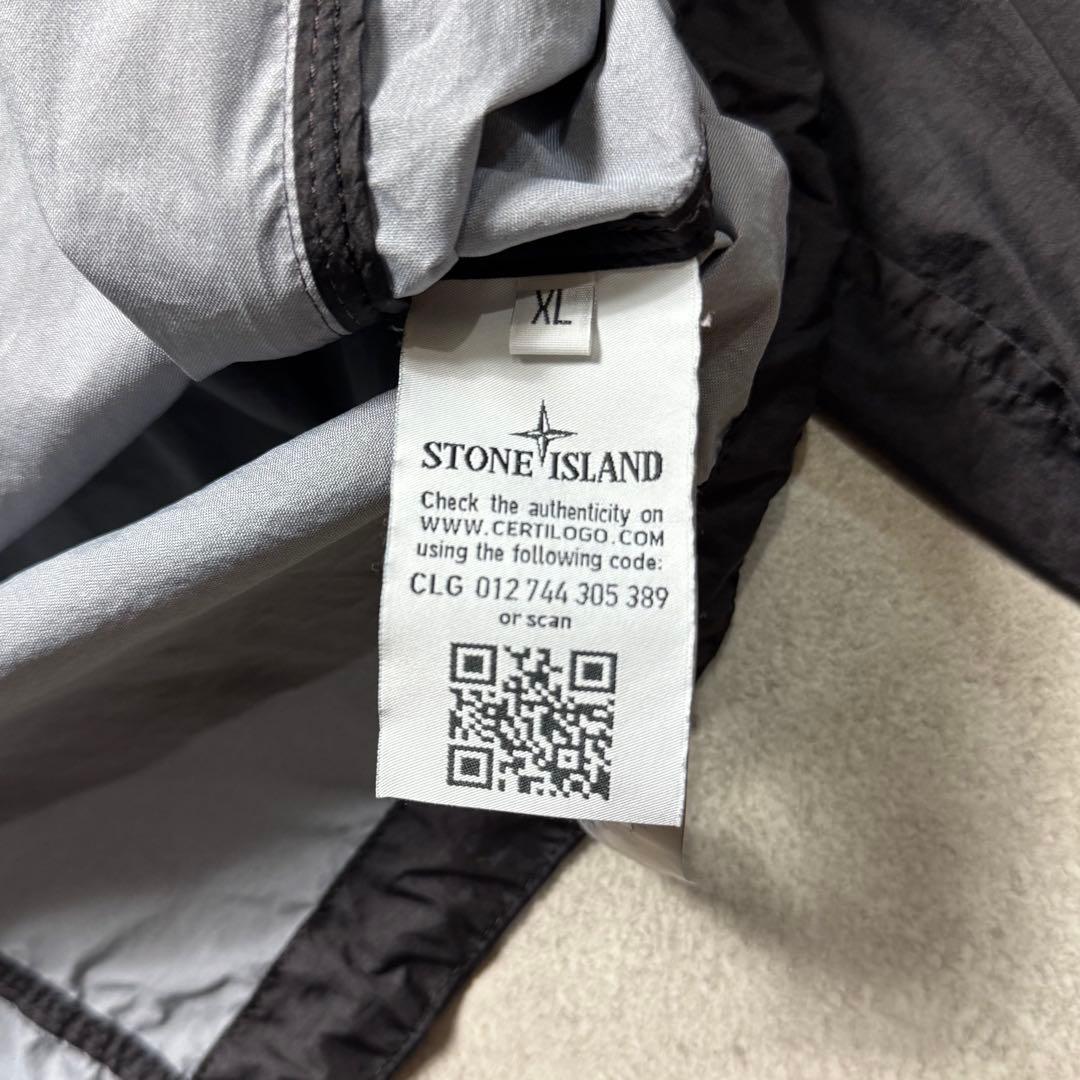 XL
STONE ISLAND
Check the authenticity on
WWW.CERTILOGO.COM
using the following code:
CLG 012 744 305 389
or scan